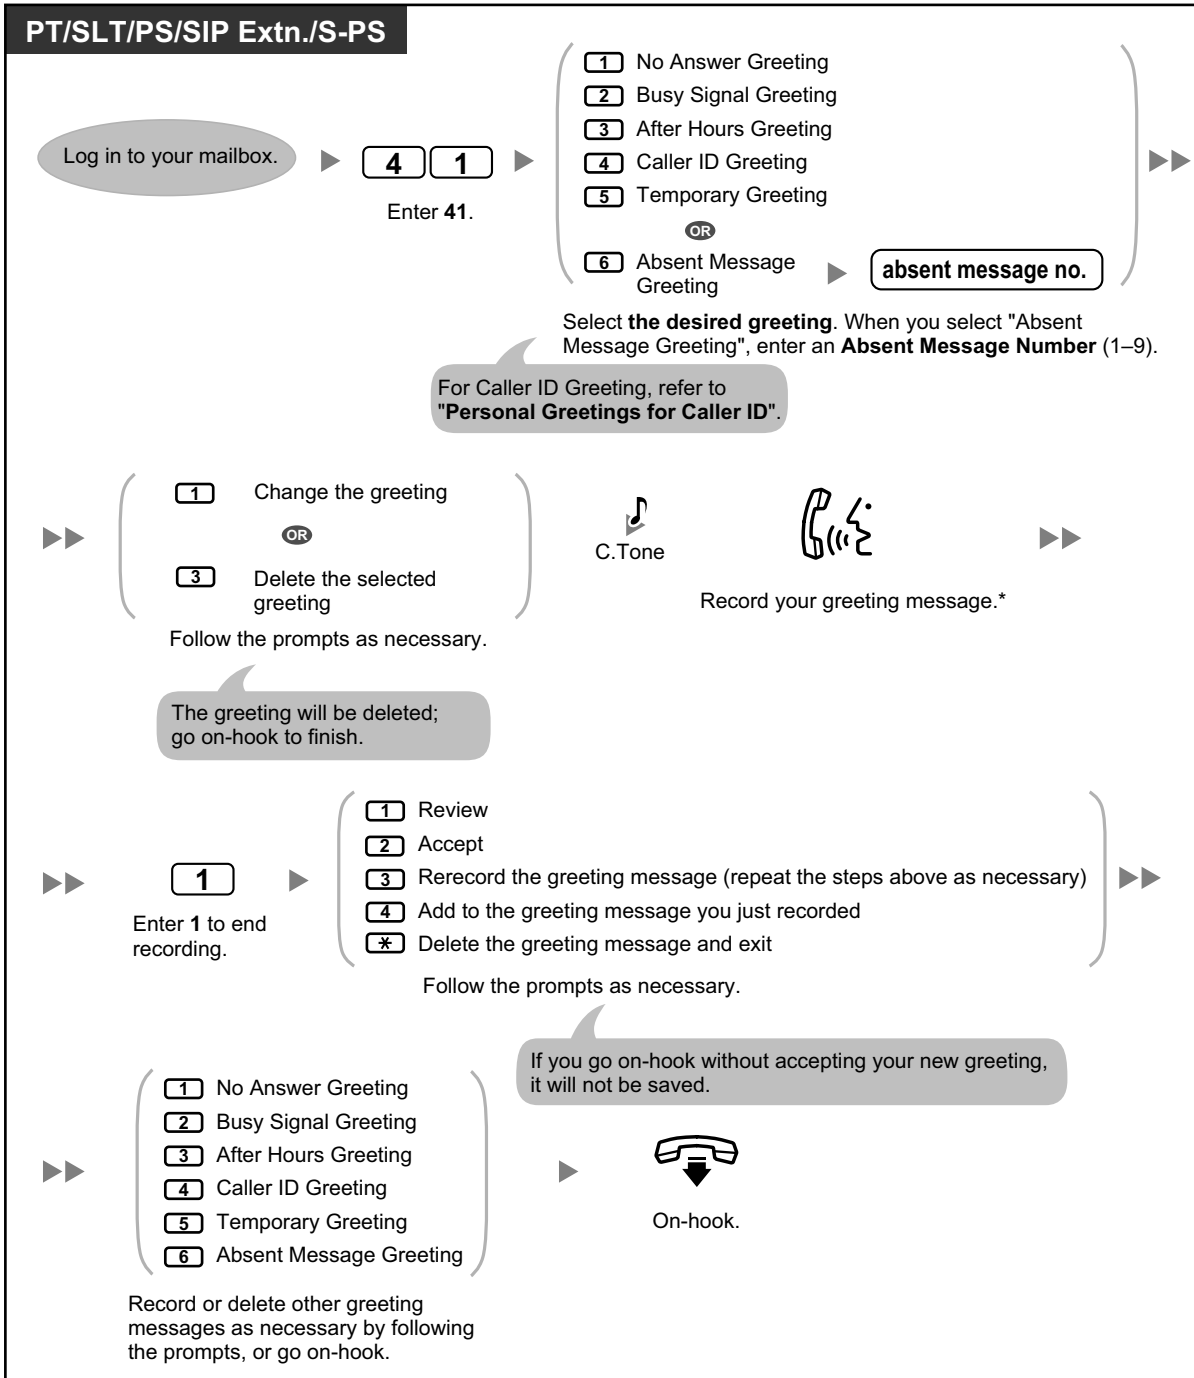 PT/SLT/PS/SIP Extn./S-PS
Log in to your mailbox.
4 1
Enter 41.
1 No Answer Greeting
2 Busy Signal Greeting
3 After Hours Greeting
4 Caller ID Greeting
5 Temporary Greeting
OR
6 Absent Message
Greeting
absent message no.
Select the desired greeting. When you select "Absent
Message Greeting", enter an Absent Message Number (1–9).
For Caller ID Greeting, refer to
"Personal Greetings for Caller ID".
1 Change the greeting
OR
3 Delete the selected
greeting
Follow the prompts as necessary.
The greeting will be deleted;
go on-hook to finish.
C.Tone
Record your greeting message.*
1
Enter 1 to end
recording.
1 Review
2 Accept
3 Rerecord the greeting message (repeat the steps above as necessary)
4 Add to the greeting message you just recorded
* Delete the greeting message and exit
Follow the prompts as necessary.
If you go on-hook without accepting your new greeting,
it will not be saved.
1 No Answer Greeting
2 Busy Signal Greeting
3 After Hours Greeting
4 Caller ID Greeting
5 Temporary Greeting
6 Absent Message Greeting
Record or delete other greeting
messages as necessary by following
the prompts, or go on-hook.
On-hook.